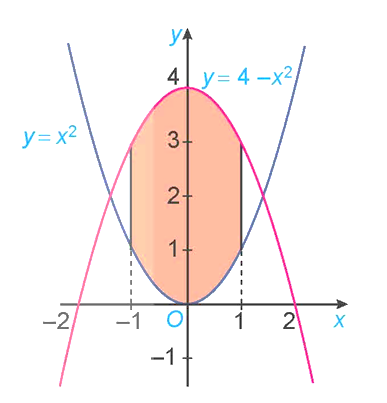 y
4
y = 4 – x²
y = x²
3
2
1
–2
–1
O
1
2
x
–1